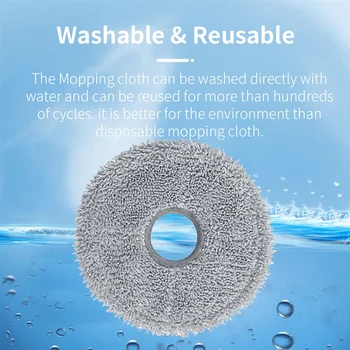 Washable & Reusable
The Mopping cloth can be washed directly with
water and can be reused for more than hundreds
of cycles. it is better for the environment than
disposable mopping cloth.